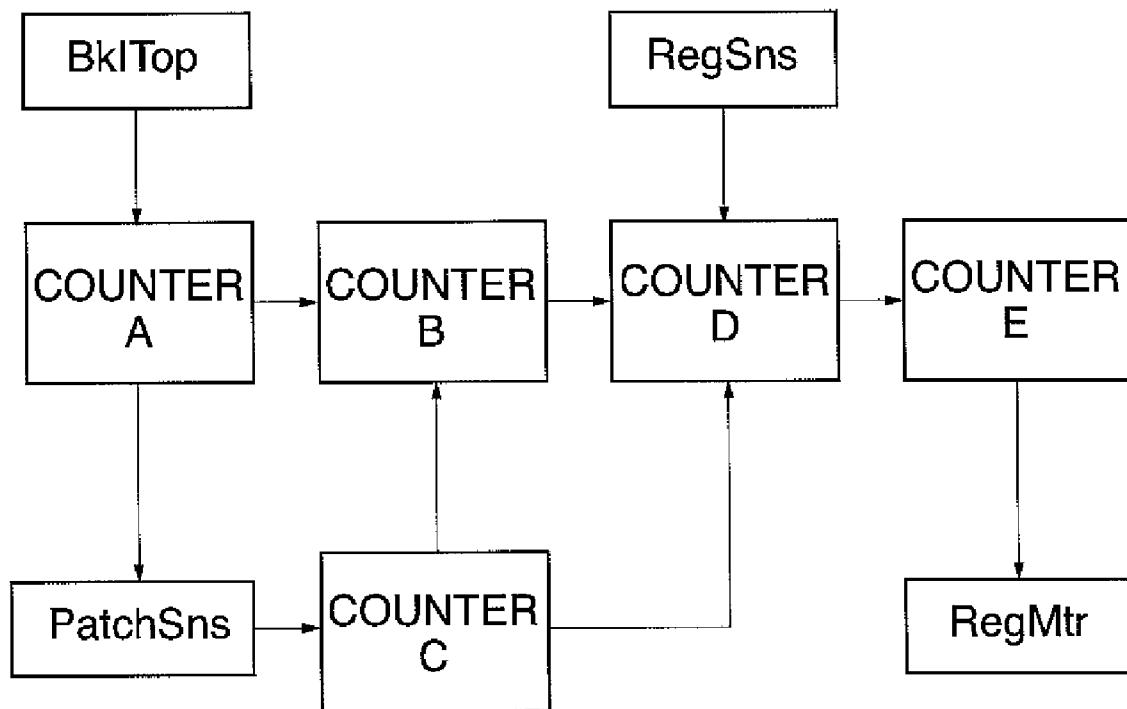 BklTop
RegSns
COUNTER
A
COUNTER
B
COUNTER
D
COUNTER
E
PatchSns
COUNTER
C
RegMtr